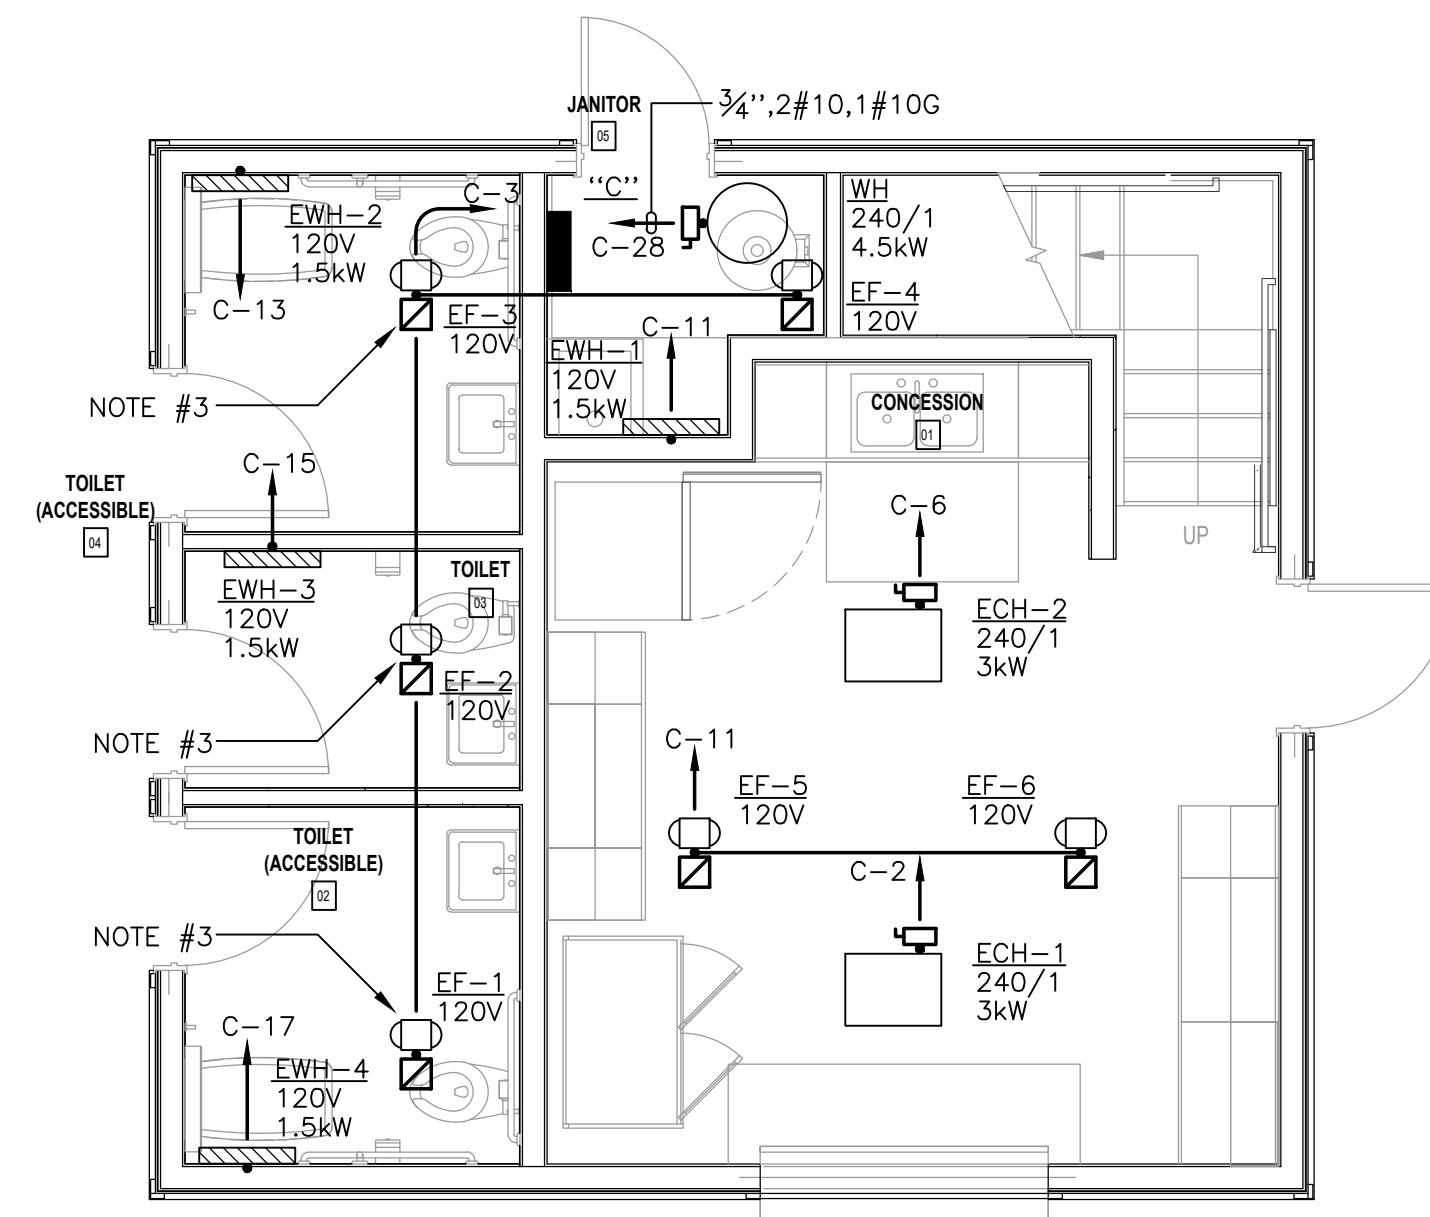 JANITOR
05
3/4'',2#10,1#10G
C-3
EWH-2
120V
1.5kW
C-13
"C"
C-28
WH
240/1
4.5kW
EF-4
120V
EF-3
120V
C-11
EWH-1
120V
1.5kW
NOTE #3
CONCESSION
01
C-15
TOILET
(ACCESSIBLE)
04
C-6
UP
EWH-3
120V
1.5kW
TOILET
03
ECH-2
240/1
3kW
EF-2
120V
NOTE #3
C-11
EF-5
120V
EF-6
120V
TOILET
(ACCESSIBLE)
02
C-2
NOTE #3
ECH-1
240/1
3kW
EF-1
120V
C-17
EWH-4
120V
1.5kW